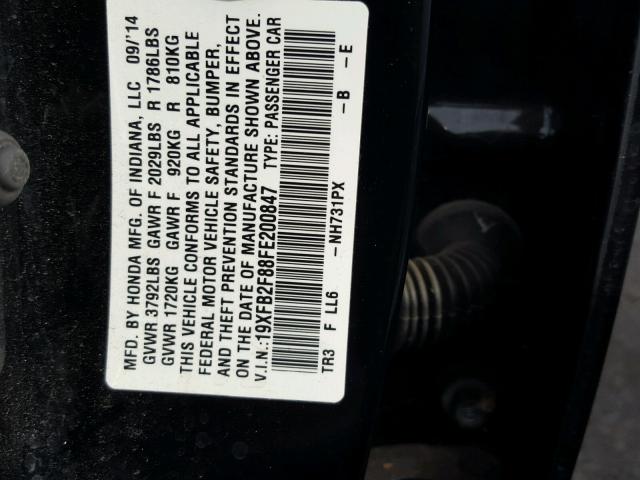 MFD. BY HONDA MFG. OF INDIANA, LLC 09/'14
GVWR 3792LBS GAWR F 2029LBS R 1786LBS
GVWR 1720KG GAWR F 920KG R 810KG
THIS VEHICLE CONFORMS TO ALL APPLICABLE
FEDERAL MOTOR VEHICLE SAFETY, BUMPER,
AND THEFT PREVENTION STANDARDS IN EFFECT
ON THE DATE OF MANUFACTURE SHOWN ABOVE.
V.I.N.:19XFB2F88FE200847 TYPE: PASSENGER CAR
TR3 F LL6 -NH731PX -B -E